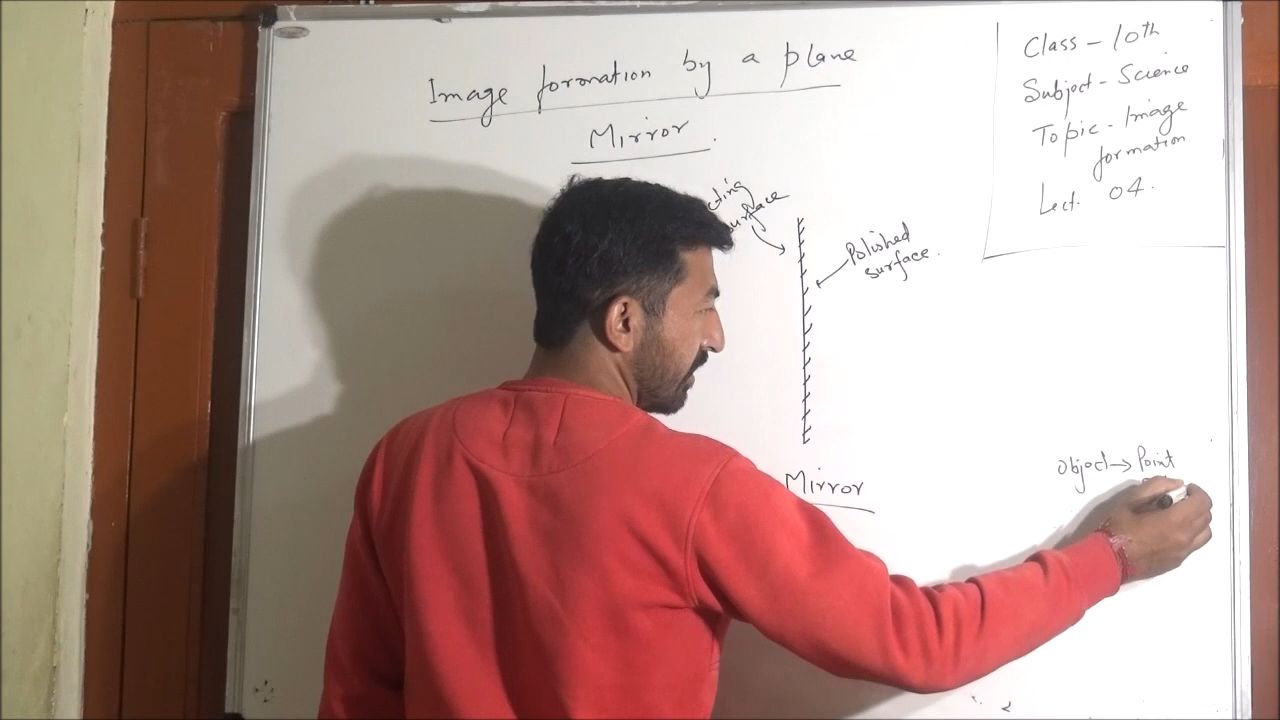 Image formation by a plane
Mirror.
Class - 10th
Subject - Science
Topic - Image
formation
Lect. 04.
Polished
surface.
Mirror
Object → Point